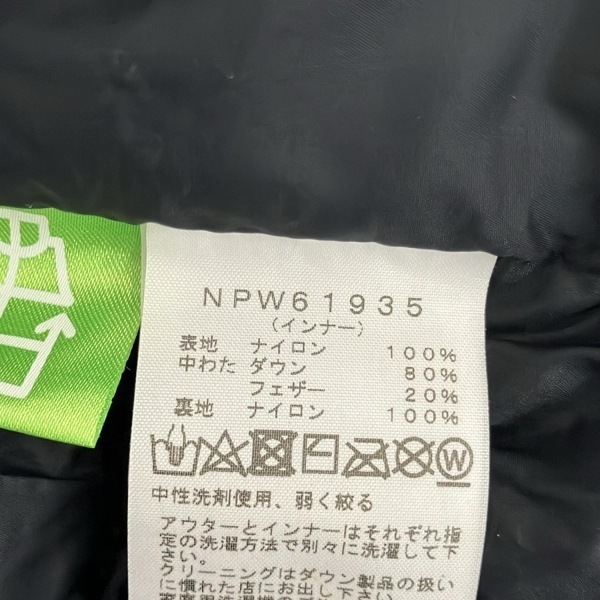 NPW61935
(インナー)
表地 ナイロン 100%
中わた ダウン 80%
フェザー 20%
裏地 ナイロン 100%
W
中性洗剤使用、弱く絞る
アウターとインナーはそれぞれ指
定の洗濯方法で別々に洗濯して下
さい。
クリーニングはダウン製品の扱い
に慣れた店にお出し下さい。